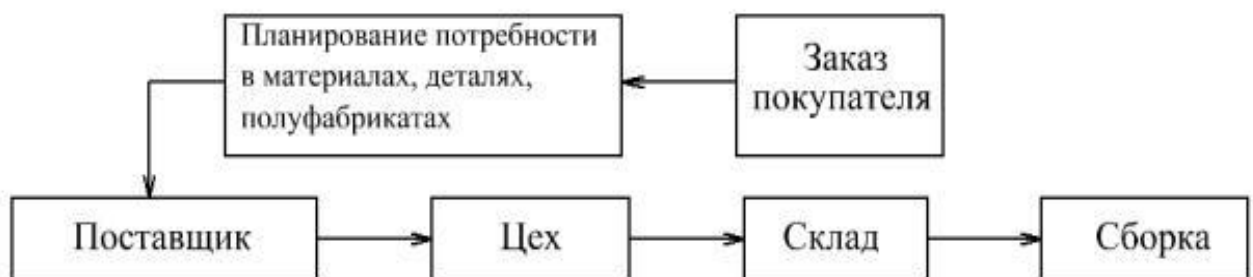 Планирование потребности
в материалах, деталях,
полуфабрикатах
Заказ
покупателя
Поставщик
Цех
Склад
Сборка